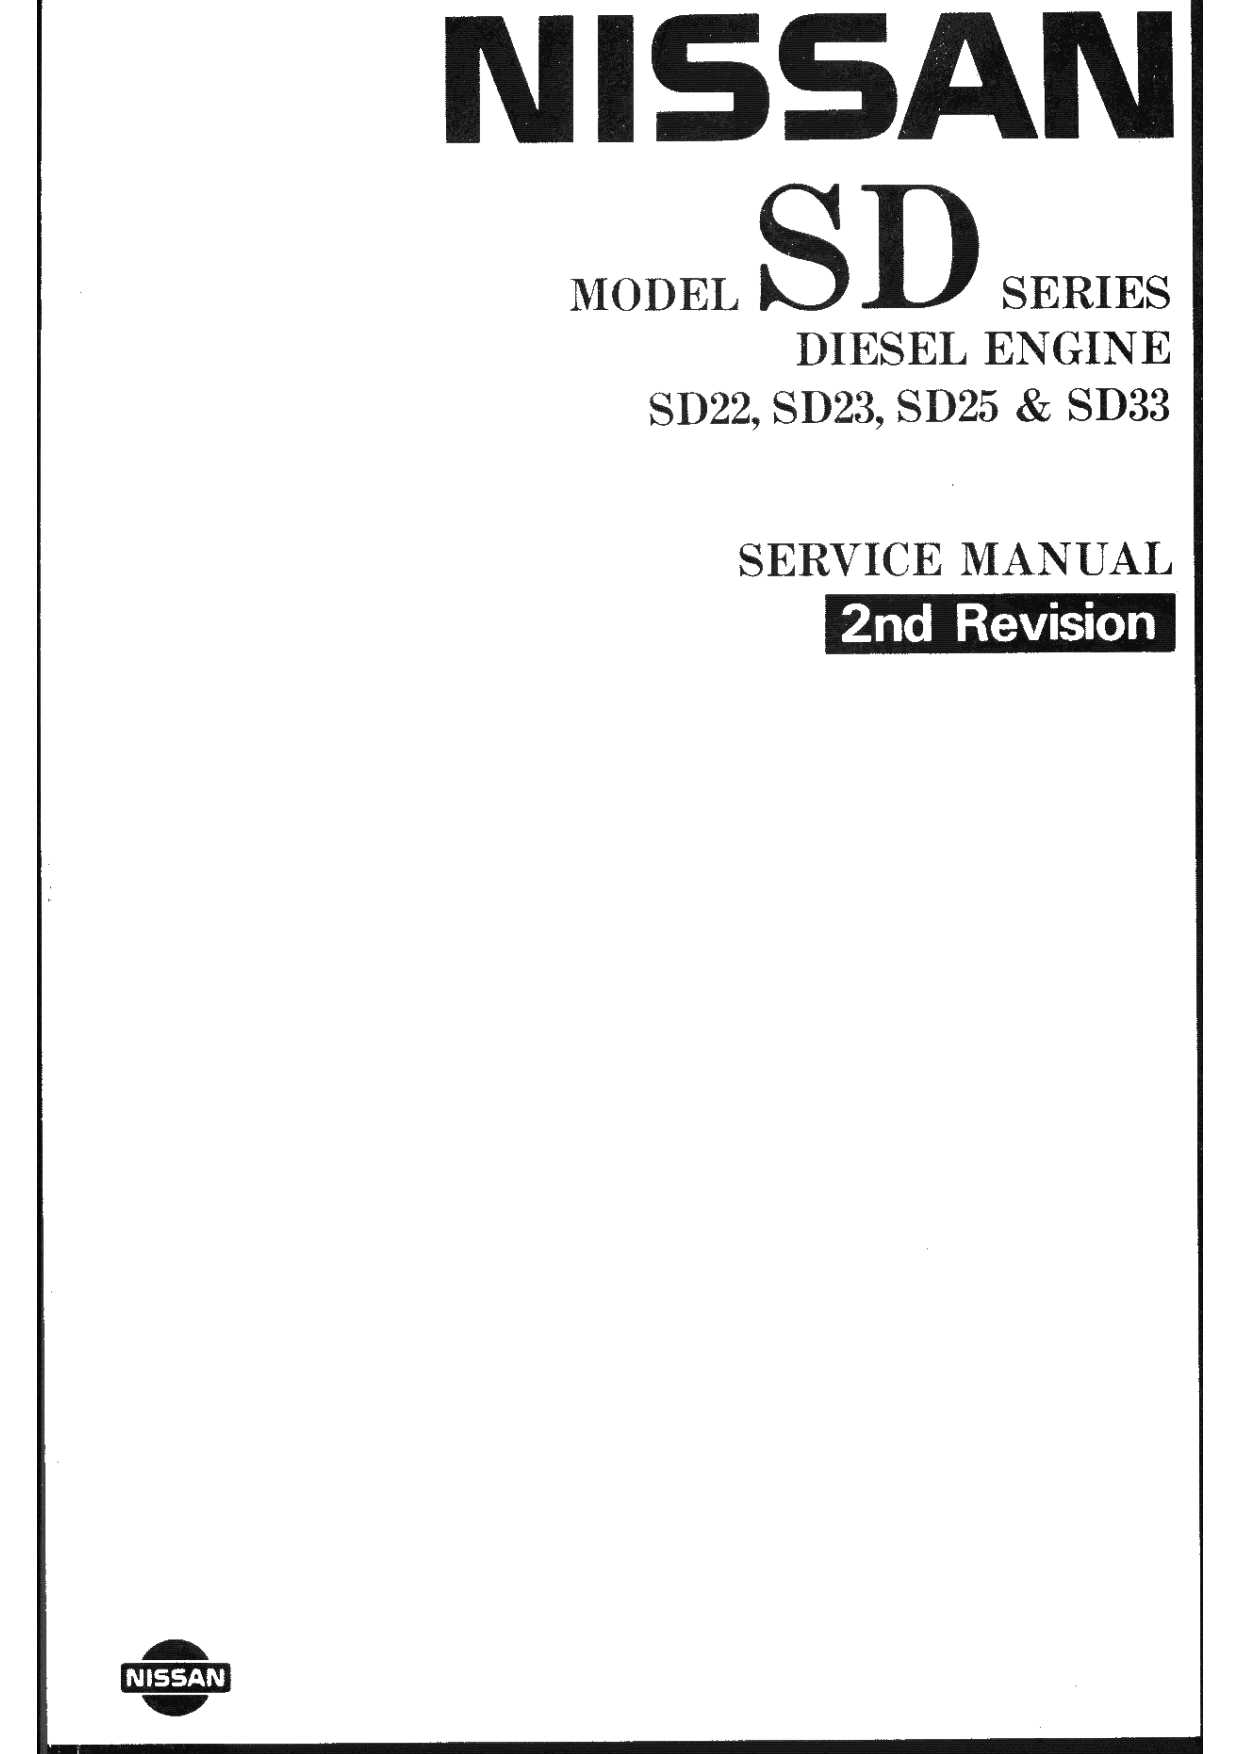 NISSAN
MODEL SD SERIES
DIESEL ENGINE
SD22, SD23, SD25 & SD33
SERVICE MANUAL
2nd Revision
NISSAN